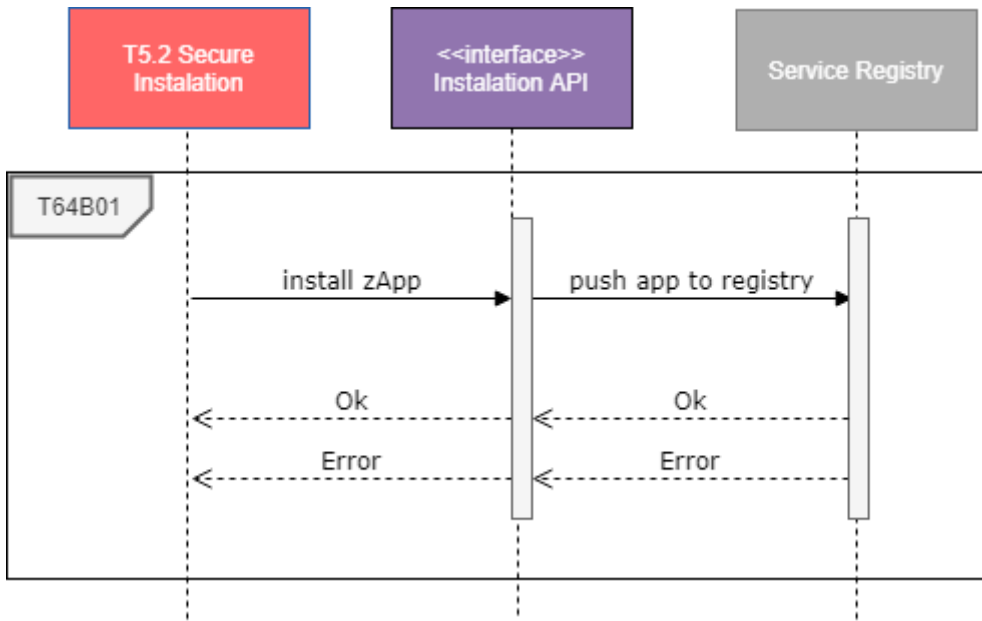 T5.2 Secure
Instalation
<<interface>>
Instalation API
Service Registry
T64B01
install zApp
push app to registry
Ok
Ok
Error
Error